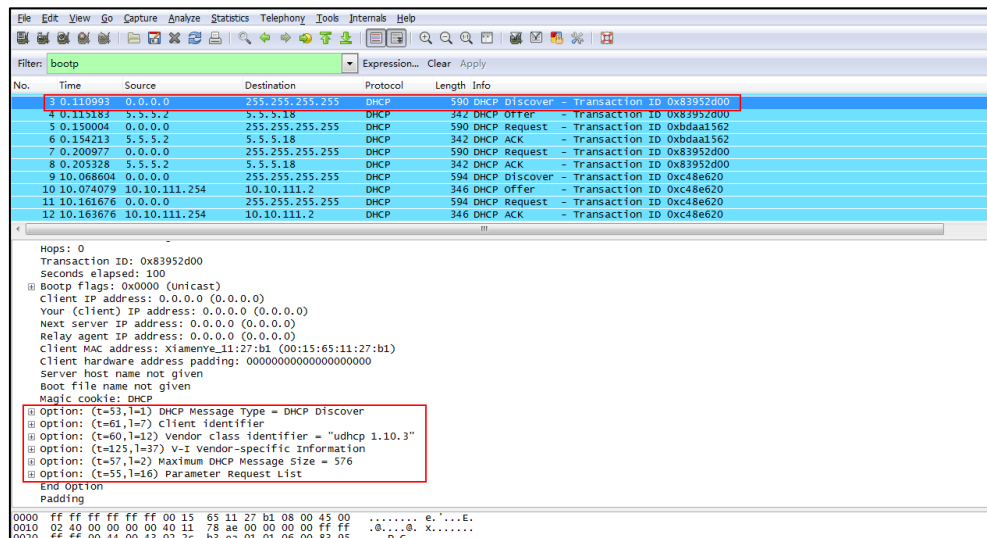 File Edit View Go Capture Analyze Statistics Telephony Tools Internals Help
Filter: bootp Expression... Clear Apply
No. Time Source Destination Protocol Length Info
3 0.110993 0.0.0.0 255.255.255.255 DHCP 590 DHCP Discover - Transaction ID 0x83952d00
4 0.115183 5.5.5.2 5.5.5.18 DHCP 342 DHCP Offer - Transaction ID 0x83952d00
5 0.150004 0.0.0.0 255.255.255.255 DHCP 590 DHCP Request - Transaction ID 0xbdaa1562
6 0.154213 5.5.5.2 5.5.5.18 DHCP 342 DHCP ACK - Transaction ID 0xbdaa1562
7 0.200977 0.0.0.0 255.255.255.255 DHCP 590 DHCP Request - Transaction ID 0x83952d00
8 0.205328 5.5.5.2 5.5.5.18 DHCP 342 DHCP ACK - Transaction ID 0x83952d00
9 10.068604 0.0.0.0 255.255.255.255 DHCP 594 DHCP Discover - Transaction ID 0xc48e620
10 10.074079 10.10.111.254 10.10.111.2 DHCP 346 DHCP Offer - Transaction ID 0xc48e620
11 10.161676 0.0.0.0 255.255.255.255 DHCP 594 DHCP Request - Transaction ID 0xc48e620
12 10.163676 10.10.111.254 10.10.111.2 DHCP 346 DHCP ACK - Transaction ID 0xc48e620
Hops: 0
Transaction ID: 0x83952d00
Seconds elapsed: 100
Bootp flags: 0x0000 (Unicast)
Client IP address: 0.0.0.0 (0.0.0.0)
Your (client) IP address: 0.0.0.0 (0.0.0.0)
Next server IP address: 0.0.0.0 (0.0.0.0)
Relay agent IP address: 0.0.0.0 (0.0.0.0)
Client MAC address: XiamenYe_11:27:b1 (00:15:65:11:27:b1)
Client hardware address padding: 00000000000000000000
Server host name not given
Boot file name not given
Magic cookie: DHCP
Option: (t=53,l=1) DHCP Message Type = DHCP Discover
Option: (t=61,l=7) Client identifier
Option: (t=60,l=12) Vendor class identifier = "udhcp 1.10.3"
Option: (t=125,l=37) V-I Vendor-specific Information
Option: (t=57,l=2) Maximum DHCP Message Size = 576
Option: (t=55,l=16) Parameter Request List
End Option
Padding
0000 ff ff ff ff ff ff 00 15 65 11 27 b1 08 00 45 00 ........ e.'...E.
0010 02 40 00 00 00 00 40 11 78 ae 00 00 00 00 ff ff .@....@. x.......